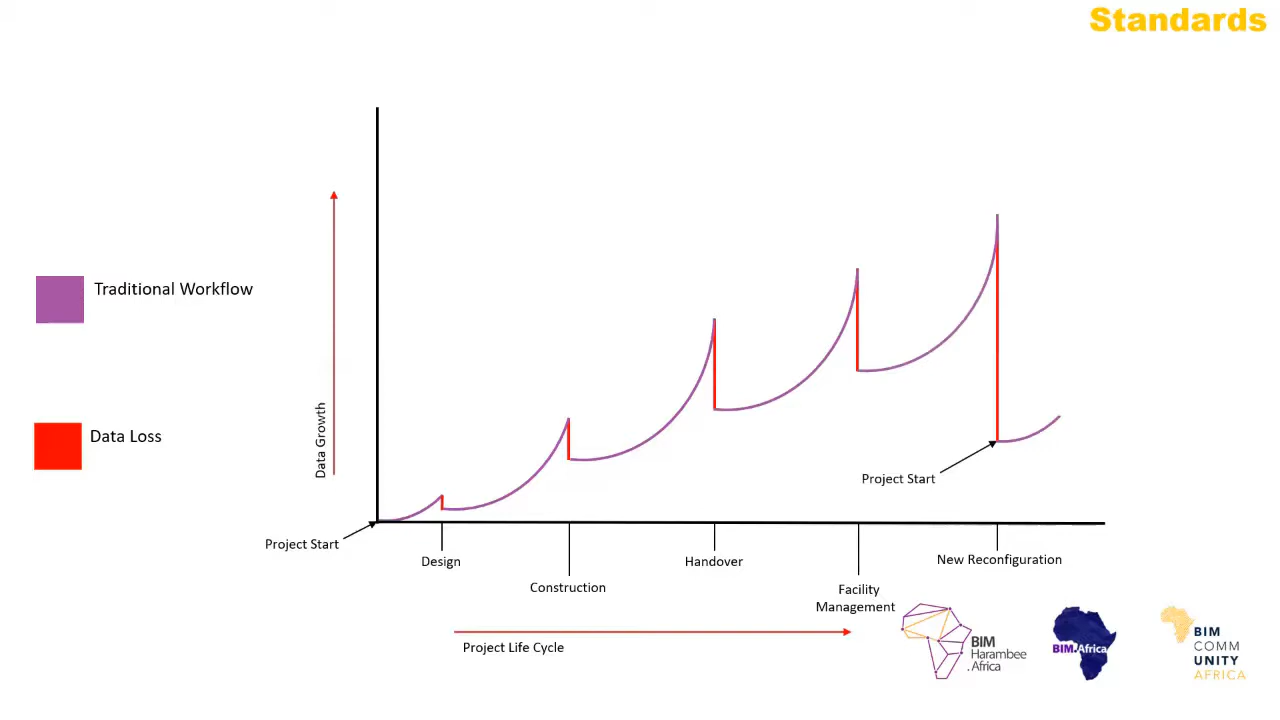 Standards
Traditional Workflow
Data Loss
Data Growth
Project Start
Project Start
Design
Construction
Handover
Facility
Management
New Reconfiguration
Project Life Cycle
BIM
Harambee
.Africa
BIM.Africa
BIM
COMM
UNITY
AFRICA